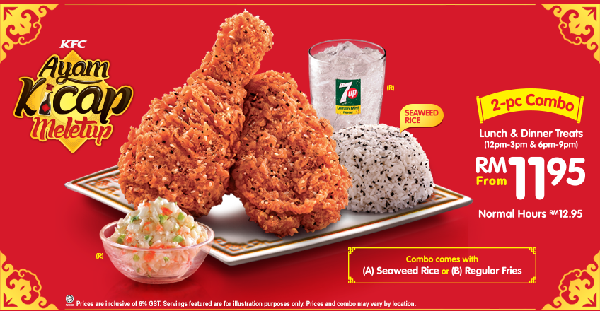 KFC
Ayam
Kicap
Meletup
7up
(R)
SEAWEED
RICE
2-pc Combo
Lunch & Dinner Treats
(12pm-3pm & 6pm-9pm)
RM
From
1195
Normal Hours RM12.95
(R)
Combo comes with
(A) Seaweed Rice or (B) Regular Fries
Prices are inclusive of 6% GST. Servings featured are for illustration purposes only. Prices and combo may vary by location.